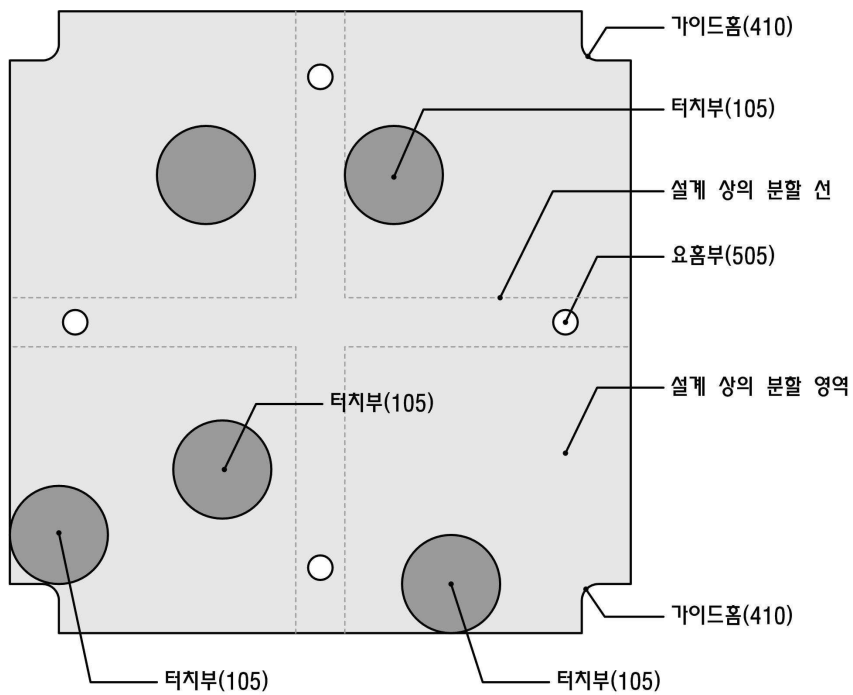 가이드홈(410)
터치부(105)
설계 상의 분할 선
요홈부(505)
설계 상의 분할 영역
터치부(105)
가이드홈(410)
터치부(105)
터치부(105)